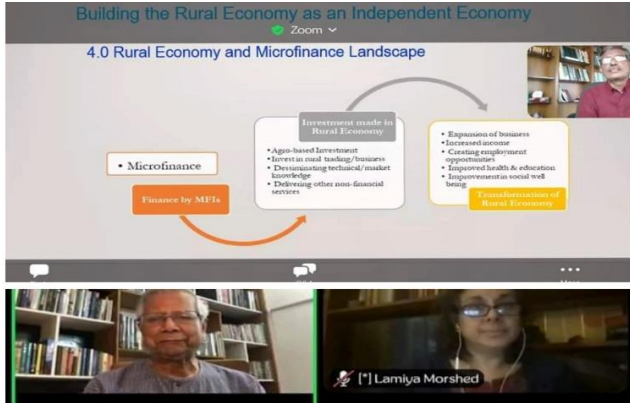 Building the Rural Economy as an Independent Economy
Zoom
4.0 Rural Economy and Microfinance Landscape
• Microfinance
Finance by MFIs
Investment made in
Rural Economy
• Agro-based Investment
• Invest in rural trading/business
• Dessiminating technical/market
knowledge
• Delivering other non-financial
services
• Expansion of business
• Increased income
• Creating employment
opportunities
• Improved health & education
• Improvement in social well
being
Transformation of
Rural Economy
[*] Lamiya Morshed